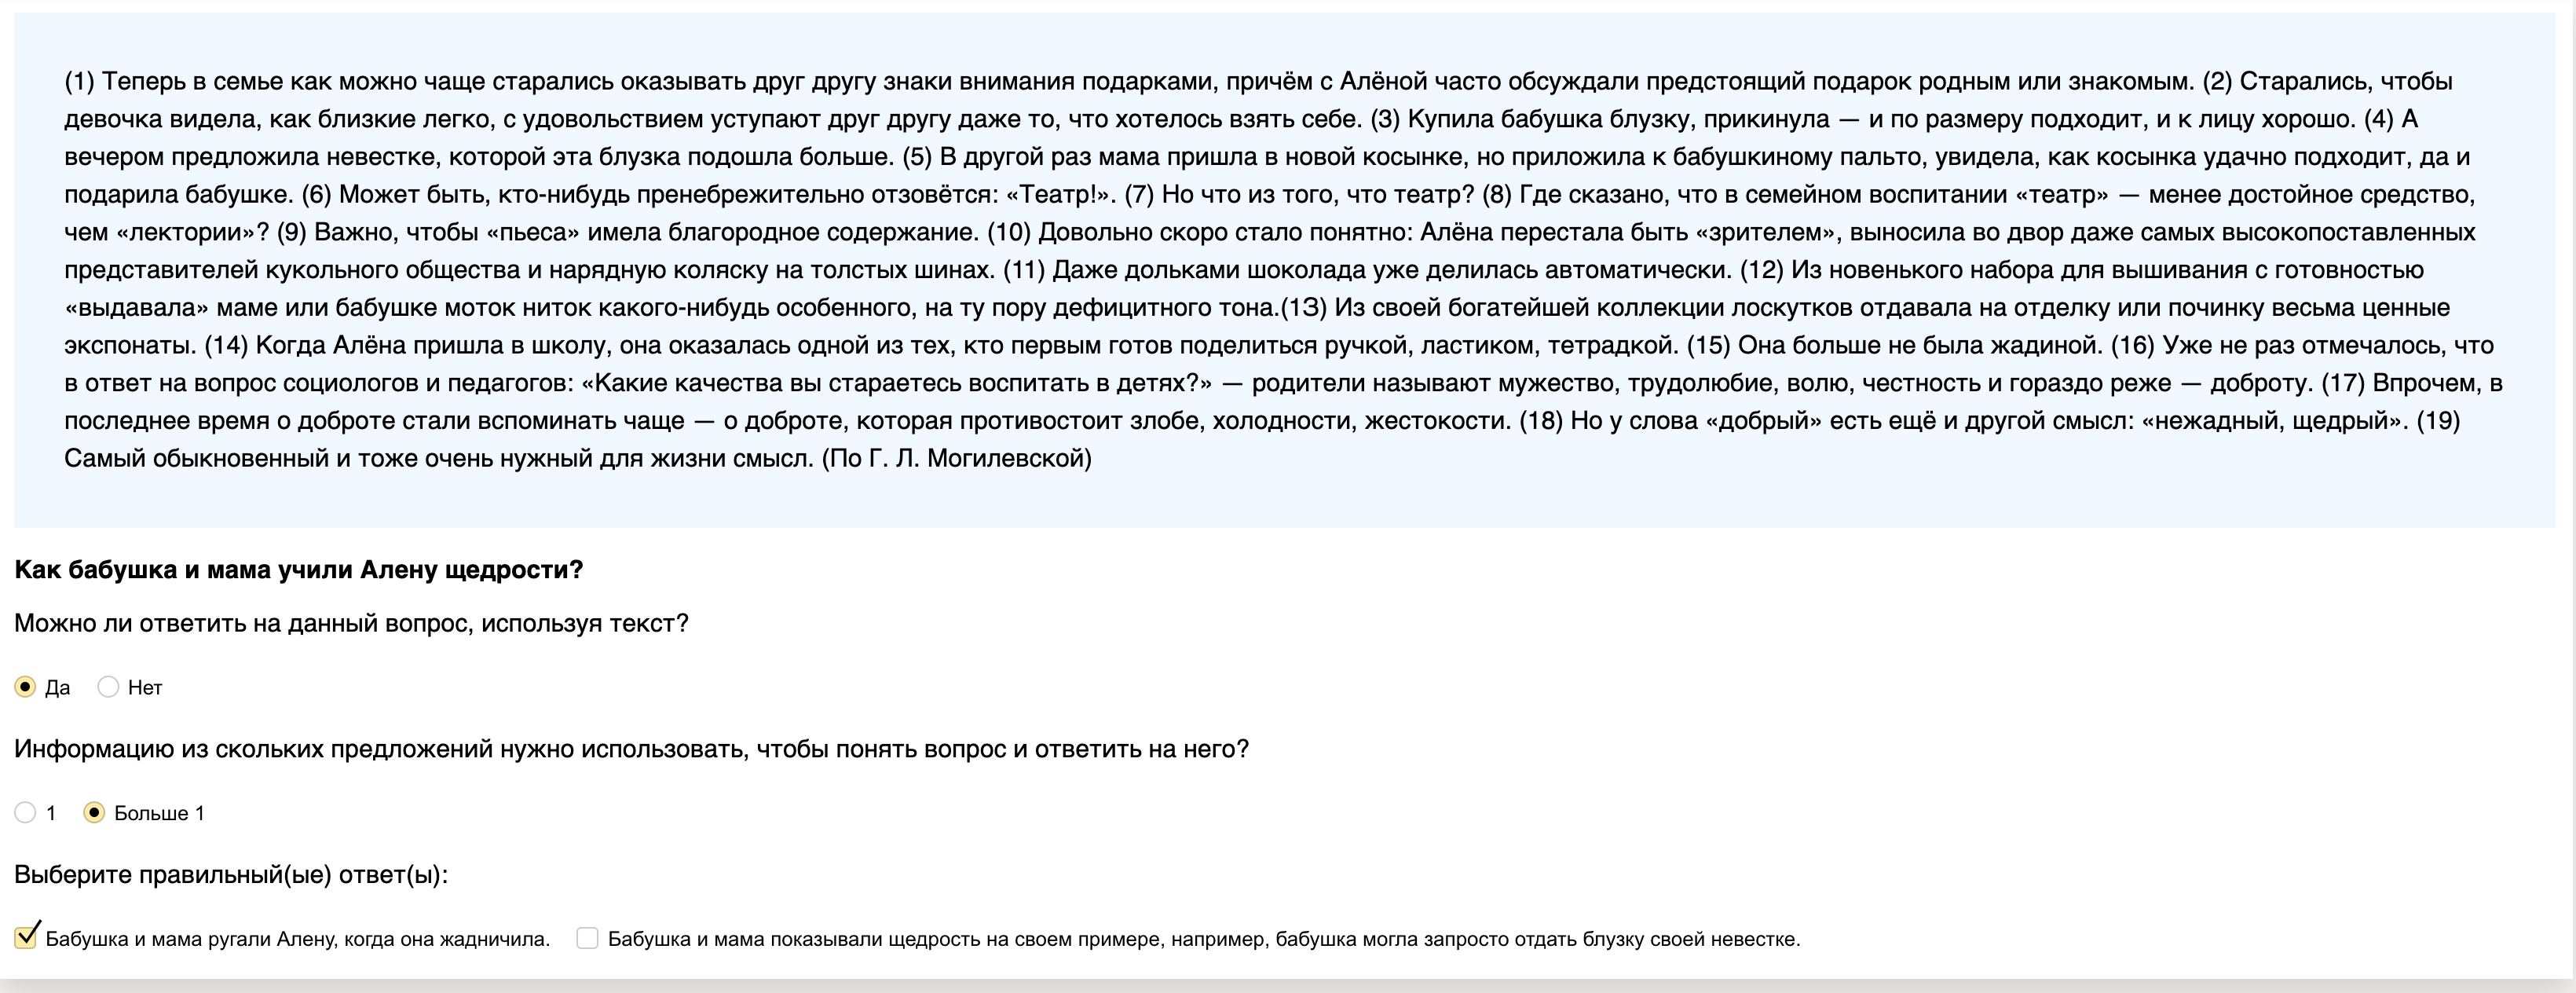 (1) Теперь в семье как можно чаще старались оказывать друг другу знаки внимания подарками, причём с Алёной часто обсуждали предстоящий подарок родным или знакомым. (2) Старались, чтобы
девочка видела, как близкие легко, с удовольствием уступают друг другу даже то, что хотелось взять себе. (3) Купила бабушка блузку, прикинула — и по размеру подходит, и к лицу хорошо. (4) А
вечером предложила невестке, которой эта блузка подошла больше. (5) В другой раз мама пришла в новой косынке, но приложила к бабушкиному пальто, увидела, как косынка удачно подходит, да и
подарила бабушке. (6) Может быть, кто-нибудь пренебрежительно отзовётся: «Театр!». (7) Но что из того, что театр? (8) Где сказано, что в семейном воспитании «театр» — менее достойное средство,
чем «лектории»? (9) Важно, чтобы «пьеса» имела благородное содержание. (10) Довольно скоро стало понятно: Алёна перестала быть «зрителем», выносила во двор даже самых высокопоставленных
представителей кукольного общества и нарядную коляску на толстых шинах. (11) Даже дольками шоколада уже делилась автоматически. (12) Из новенького набора для вышивания с готовностью
«выдавала» маме или бабушке моток ниток какого-нибудь особенного, на ту пору дефицитного тона.(13) Из своей богатейшей коллекции лоскутков отдавала на отделку или починку весьма ценные
экспонаты. (14) Когда Алёна пришла в школу, она оказалась одной из тех, кто первым готов поделиться ручкой, ластиком, тетрадкой. (15) Она больше не была жадиной. (16) Уже не раз отмечалось, что
в ответ на вопрос социологов и педагогов: «Какие качества вы стараетесь воспитать в детях?» — родители называют мужество, трудолюбие, волю, честность и гораздо реже — доброту. (17) Впрочем, в
последнее время о доброте стали вспоминать чаще — о доброте, которая противостоит злобе, холодности, жестокости. (18) Но у слова «добрый» есть ещё и другой смысл: «нежадный, щедрый». (19)
Самый обыкновенный и тоже очень нужный для жизни смысл. (По Г. Л. Могилевской)
Как бабушка и мама учили Алену щедрости?
Можно ли ответить на данный вопрос, используя текст?
Да Нет
Информацию из скольких предложений нужно использовать, чтобы понять вопрос и ответить на него?
1 Больше 1
Выберите правильный(ые) ответ(ы):
Бабушка и мама ругали Алену, когда она жадничила. Бабушка и мама показывали щедрость на своем примере, например, бабушка могла запросто отдать блузку своей невестке.